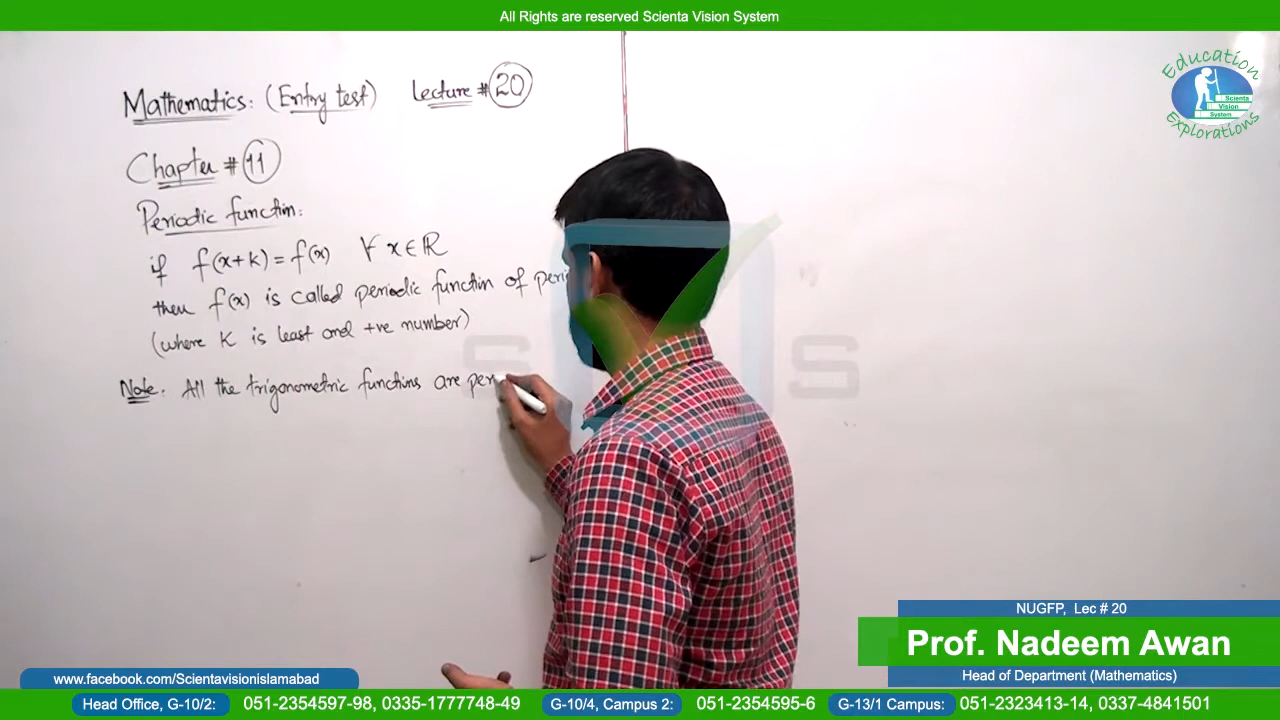 All Rights are reserved Scienta Vision System
Mathematics: (Entry test) Lecture # 20
Chapter # 11
Periodic function:
if f(x+k) = f(x) ∀ x ∈ ℝ
then f(x) is called periodic function of peri
(where K is least and +ve number)
Note: All the trigonometric functions are per
Education
Scienta
Vision
System
Explorations
S S
NUGFP, Lec # 20
Prof. Nadeem Awan
Head of Department (Mathematics)
www.facebook.com/Scientavisionislamabad
Head Office, G-10/2: 051-2354597-98, 0335-1777748-49 G-10/4, Campus 2: 051-2354595-6 G-13/1 Campus: 051-2323413-14, 0337-4841501